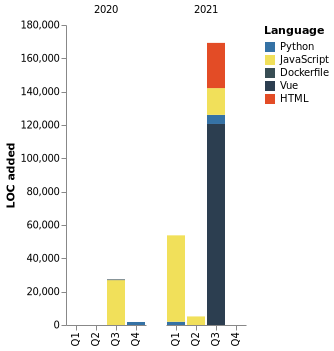 2020
2021
Language
Python
JavaScript
Dockerfile
Vue
HTML
LOC added
180,000
160,000
140,000
120,000
100,000
80,000
60,000
40,000
20,000
0
Q1
Q2
Q3
Q4
Q1
Q2
Q3
Q4